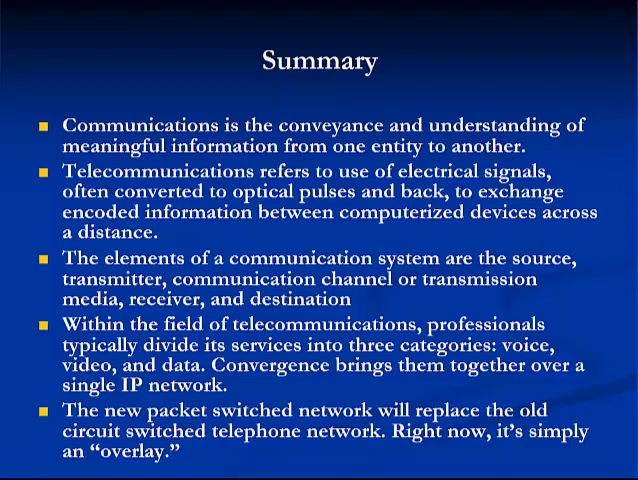 Summary
Communications is the conveyance and understanding of
meaningful information from one entity to another.
Telecommunications refers to use of electrical signals,
often converted to optical pulses and back, to exchange
encoded information between computerized devices across
a distance.
The elements of a communication system are the source,
transmitter, communication channel or transmission
media, receiver, and destination
Within the field of telecommunications, professionals
typically divide its services into three categories: voice,
video, and data. Convergence brings them together over a
single IP network.
The new packet switched network will replace the old
circuit switched telephone network. Right now, it’s simply
an “overlay.”